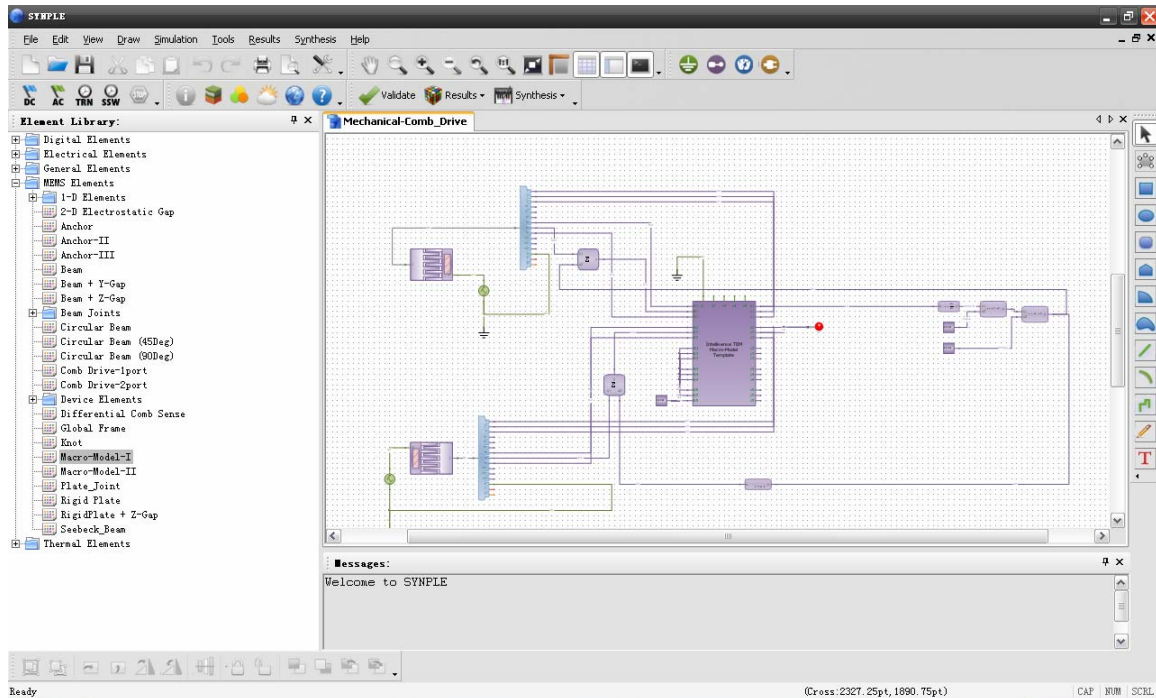 SYNPLE
File Edit View Draw Simulation Tools Results Synthesis Help
DC AC TRN SSW Validate Results Synthesis
Element Library:
Mechanical-Comb_Drive
Digital Elements
Electrical Elements
General Elements
MEMS Elements
1-D Elements
2-D Electrostatic Gap
Anchor
Anchor-II
Anchor-III
Beam
Beam + Y-Gap
Beam + Z-Gap
Beam Joints
Circular Beam
Circular Beam (45Deg)
Circular Beam (90Deg)
Comb Drive-1port
Comb Drive-2port
Device Elements
Differential Comb Sense
Global Frame
Knot
Macro-Model-I
Macro-Model-II
Plate_Joint
Rigid Plate
RigidPlate + Z-Gap
Seebeck_Beam
Thermal Elements
Z
Macro-Model
Template
Z
Messages:
Welcome to SYNPLE
T
Ready (Cross:2327.25pt,1890.75pt) CAP NUM SCRL